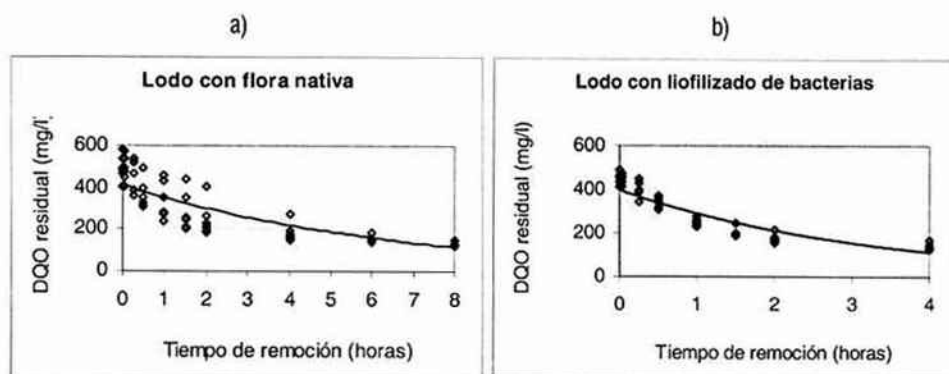 a)
Lodo con flora nativa
DQO residual (mg/l)
600
400
200
0
0 1 2 3 4 5 6 7 8
Tiempo de remoción (horas)
b)
Lodo con liofilizado de bacterias
DQO residual (mg/l)
600
400
200
0
0 1 2 3 4
Tiempo de remoción (horas)